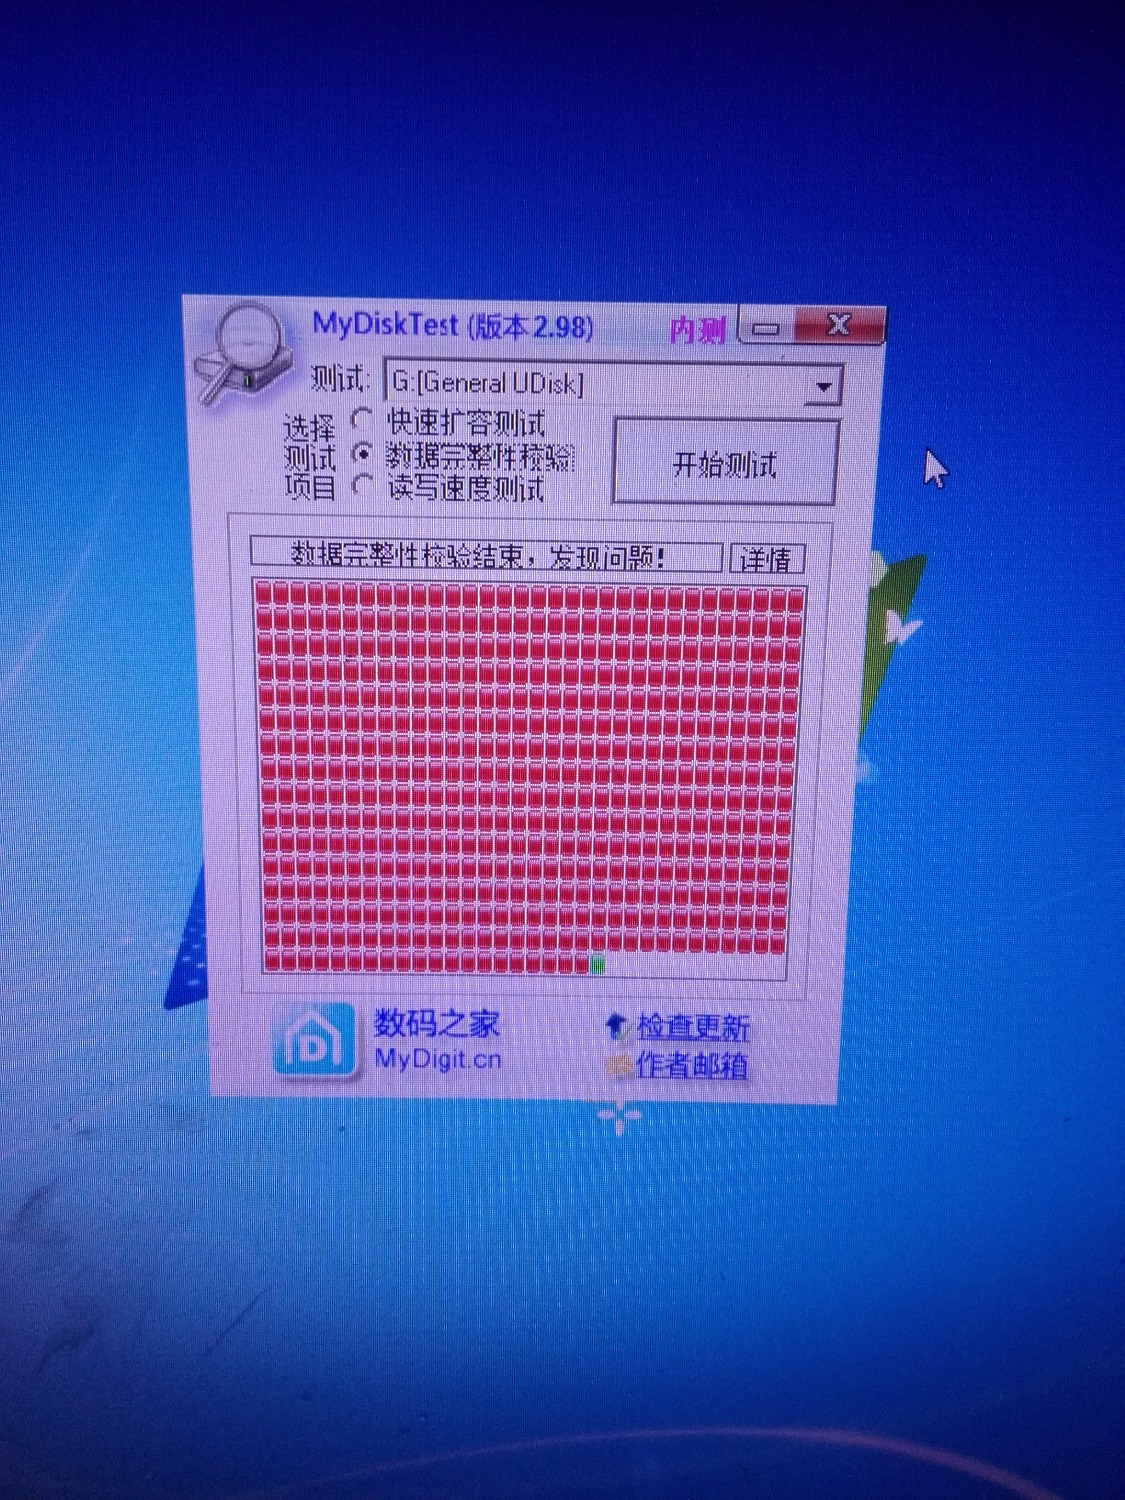 MyDiskTest (版本2.98) 内测
测试: G:[General UDisk]
选择测试项目
快速扩容测试
数据完整性校验
读写速度测试
开始测试
数据完整性校验结束，发现问题！ 详情
数码之家
MyDigit.cn
检查更新
作者邮箱